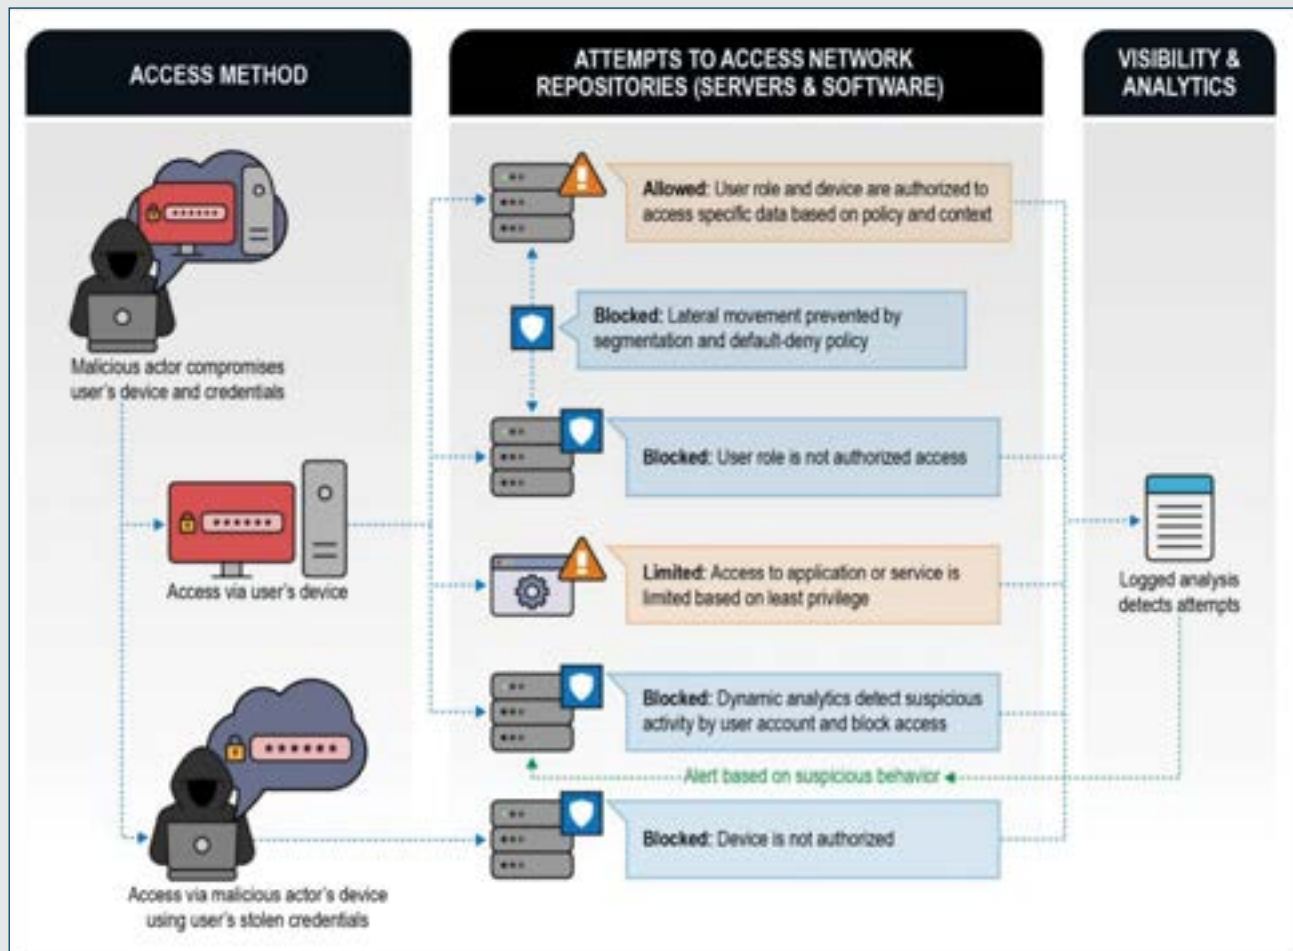 ACCESS METHOD
ATTEMPTS TO ACCESS NETWORK
REPOSITORIES (SERVERS & SOFTWARE)
VISIBILITY &
ANALYTICS
Malicious actor compromises
user's device and credentials
Access via user's device
Access via malicious actor's device
using user's stolen credentials
Allowed: User role and device are authorized to
access specific data based on policy and context
Blocked: Lateral movement prevented by
segmentation and default-deny policy
Blocked: User role is not authorized access
Limited: Access to application or service is
limited based on least privilege
Blocked: Dynamic analytics detect suspicious
activity by user account and block access
Alert based on suspicious behavior
Blocked: Device is not authorized
Logged analysis
detects attempts